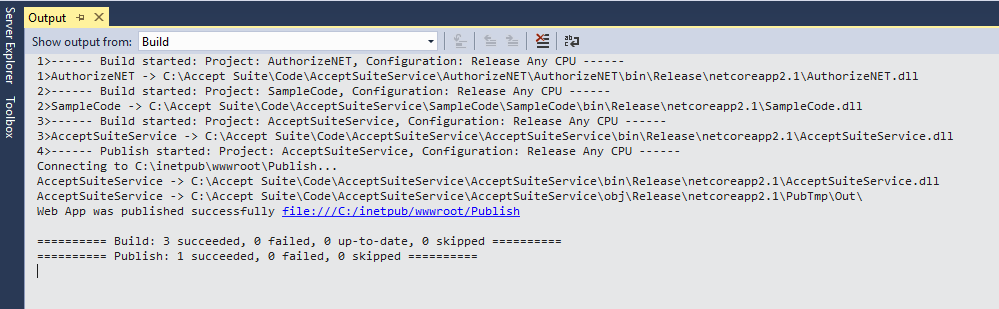 Server Explorer
Toolbox
Output
Show output from: Build
1>------ Build started: Project: AuthorizeNET, Configuration: Release Any CPU ------
1>AuthorizeNET -> C:\Accept Suite\Code\AcceptSuiteService\AuthorizeNET\AuthorizeNET\bin\Release\netcoreapp2.1\AuthorizeNET.dll
2>------ Build started: Project: SampleCode, Configuration: Release Any CPU ------
2>SampleCode -> C:\Accept Suite\Code\AcceptSuiteService\SampleCode\SampleCode\bin\Release\netcoreapp2.1\SampleCode.dll
3>------ Build started: Project: AcceptSuiteService, Configuration: Release Any CPU ------
3>AcceptSuiteService -> C:\Accept Suite\Code\AcceptSuiteService\AcceptSuiteService\bin\Release\netcoreapp2.1\AcceptSuiteService.dll
4>------ Publish started: Project: AcceptSuiteService, Configuration: Release Any CPU ------
Connecting to C:\inetpub\wwwroot\Publish...
AcceptSuiteService -> C:\Accept Suite\Code\AcceptSuiteService\AcceptSuiteService\bin\Release\netcoreapp2.1\AcceptSuiteService.dll
AcceptSuiteService -> C:\Accept Suite\Code\AcceptSuiteService\AcceptSuiteService\obj\Release\netcoreapp2.1\PubTmp\Out\
Web App was published successfully file:///C:/inetpub/wwwroot/Publish
========== Build: 3 succeeded, 0 failed, 0 up-to-date, 0 skipped ==========
========== Publish: 1 succeeded, 0 failed, 0 skipped ==========